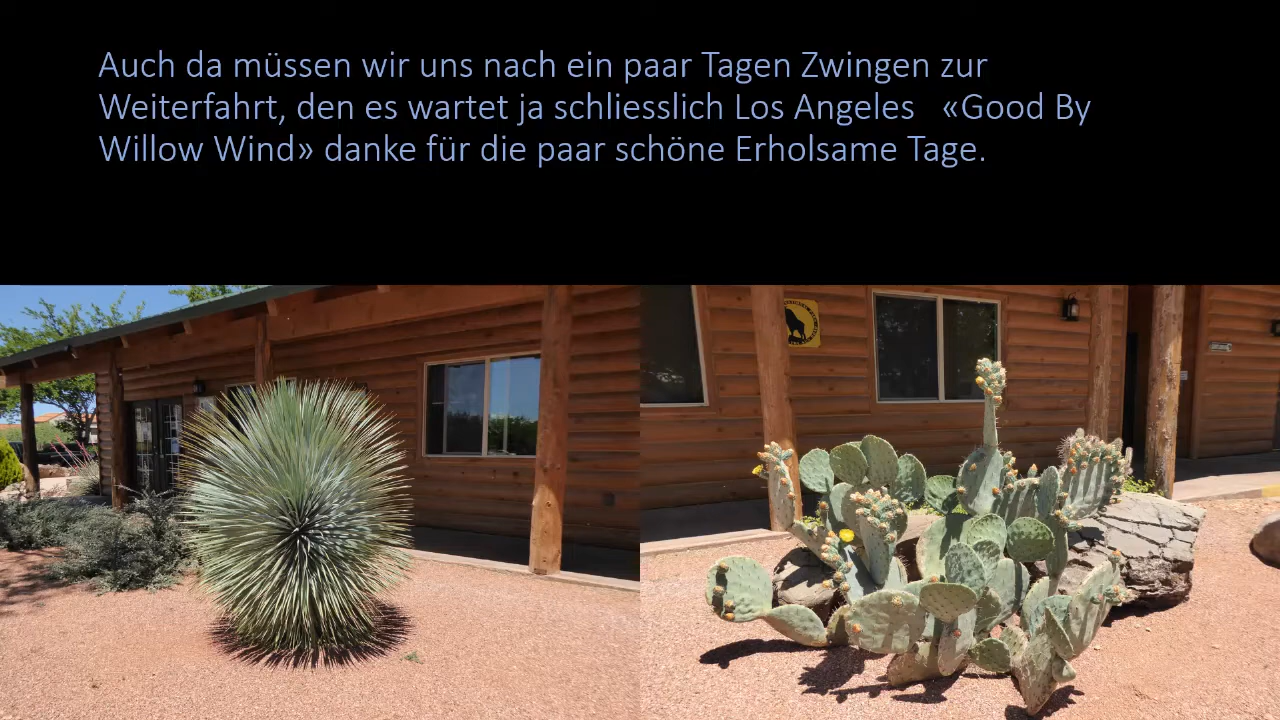 Auch da müssen wir uns nach ein paar Tagen Zwingen zur
Weiterfahrt, den es wartet ja schliesslich Los Angeles   «Good By
Willow Wind» danke für die paar schöne Erholsame Tage.